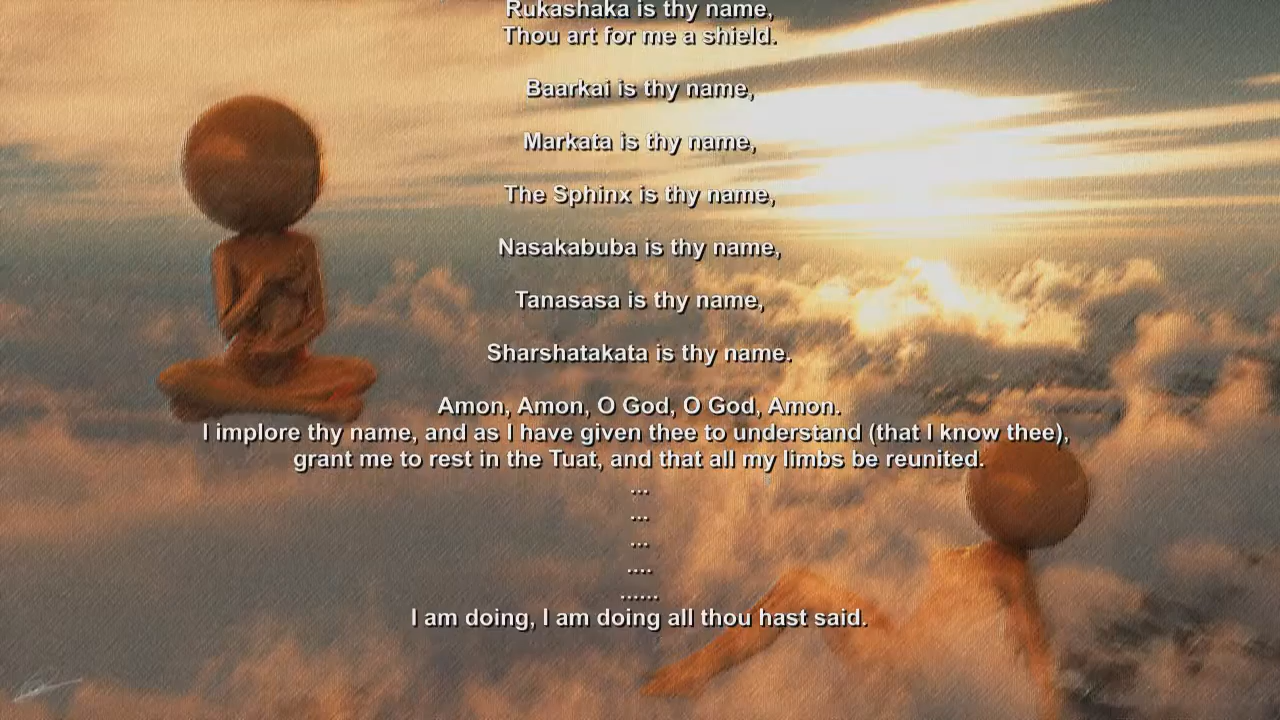 Rukashaka is thy name,
Thou art for me a shield.
Baarkai is thy name,
Markata is thy name,
The Sphinx is thy name,
Nasakabuba is thy name,
Tanasasa is thy name,
Sharshatakata is thy name.
Amon, Amon, O God, O God, Amon.
I implore thy name, and as I have given thee to understand (that I know thee),
grant me to rest in the Tuat, and that all my limbs be reunited.
...
...
...
....
......
I am doing, I am doing all thou hast said.